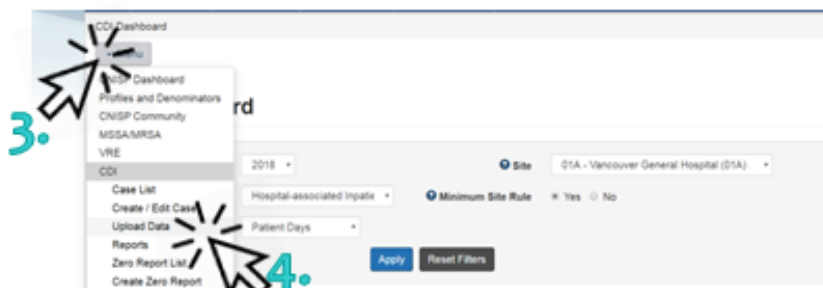 CDI Dashboard
Menu
3.
CNISP Dashboard
Profiles and Denominators
CNISP Community
MSSA/MRSA
VRE
CDI
Case List
Create / Edit Case
Upload Data
Reports
Zero Report List
Create Zero Report
4.
rd
2018
Site
01A - Vancouver General Hospital (01A)
Hospital-associated Inpatie
Minimum Site Rule
Yes
No
Patient Days
Apply
Reset Filters